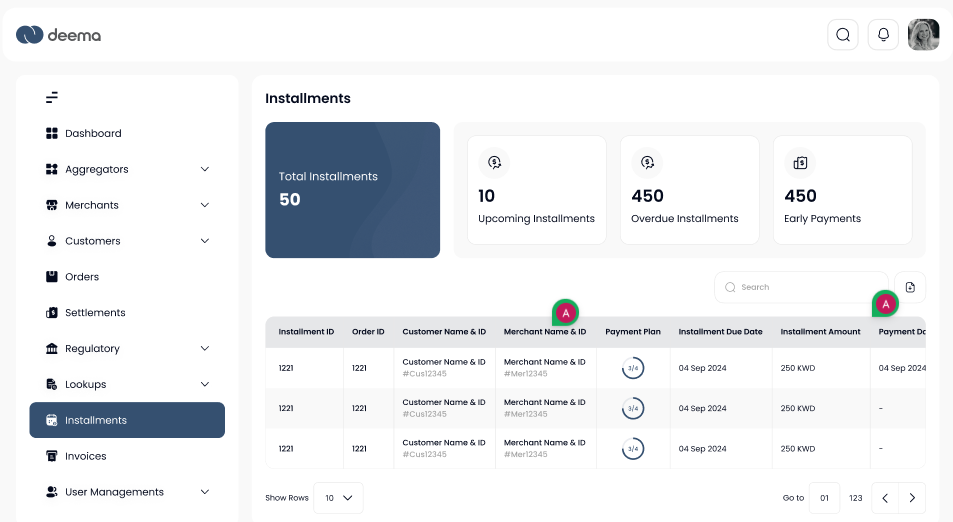 deema
Installments
Dashboard
Aggregators
Merchants
Customers
Orders
Settlements
Regulatory
Lookups
Installments
Invoices
User Managements
Total Installments
50
10
Upcoming Installments
450
Overdue Installments
450
Early Payments
Search
A
A
Installment ID Order ID Customer Name & ID Merchant Name & ID Payment Plan Installment Due Date Installment Amount Payment Da
1221 1221 Customer Name & ID Merchant Name & ID 3/4 04 Sep 2024 250 KWD 04 Sep 2024
#Cus12345 #Mer12345
1221 1221 Customer Name & ID Merchant Name & ID 3/4 04 Sep 2024 250 KWD -
#Cus12345 #Mer12345
1221 1221 Customer Name & ID Merchant Name & ID 3/4 04 Sep 2024 250 KWD -
#Cus12345 #Mer12345
Show Rows 10 Go to 01 123